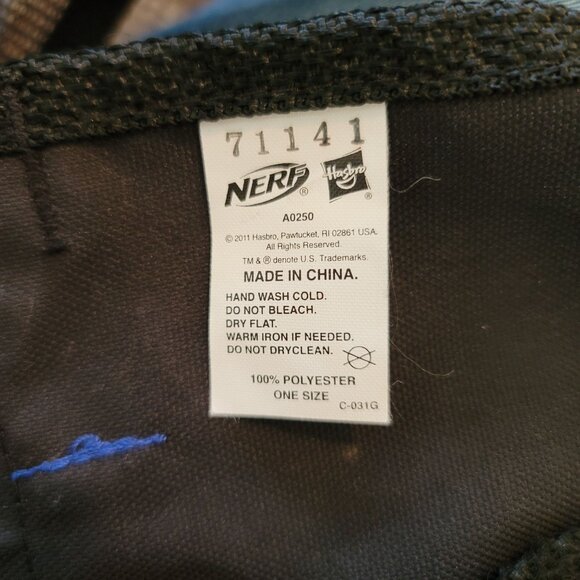 71141
NERF® Hasbro
A0250
© 2011 Hasbro, Pawtucket, RI 02861 USA.
All Rights Reserved.
TM & ® denote U.S. Trademarks.
MADE IN CHINA.
HAND WASH COLD.
DO NOT BLEACH.
DRY FLAT.
WARM IRON IF NEEDED.
DO NOT DRYCLEAN.
100% POLYESTER
ONE SIZE
C-031G